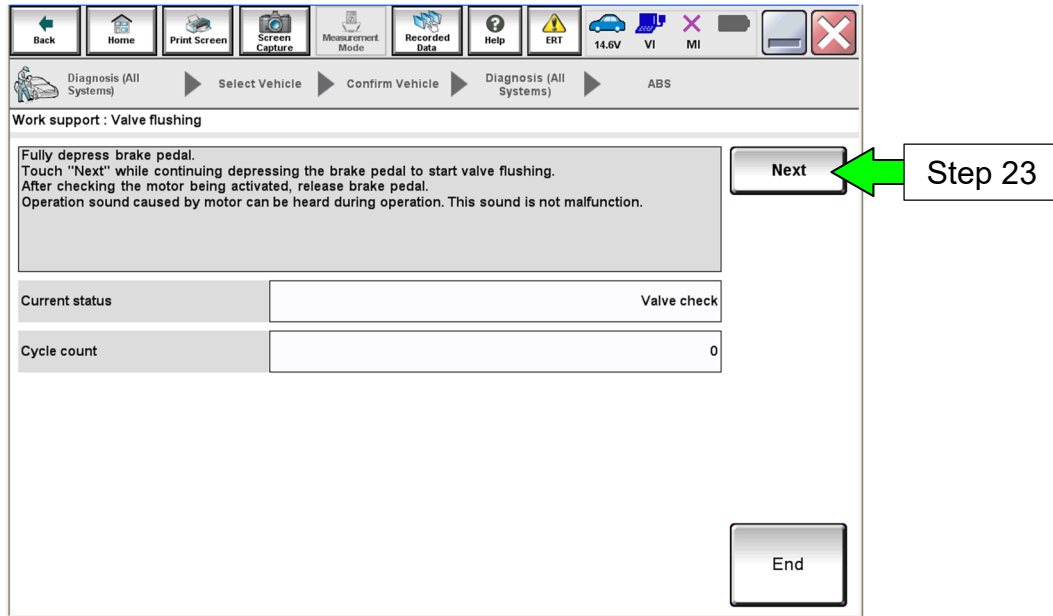 Back
Home
Print Screen
Screen
Capture
Measurement
Mode
Recorded
Data
Help
ERT
14.6V
VI
MI
Diagnosis (All
Systems)
Select Vehicle
Confirm Vehicle
Diagnosis (All
Systems)
ABS
Work support : Valve flushing
Fully depress brake pedal.
Touch "Next" while continuing depressing the brake pedal to start valve flushing.
After checking the motor being activated, release brake pedal.
Operation sound caused by motor can be heard during operation. This sound is not malfunction.
Next
Step 23
Current status
Valve check
Cycle count
0
End